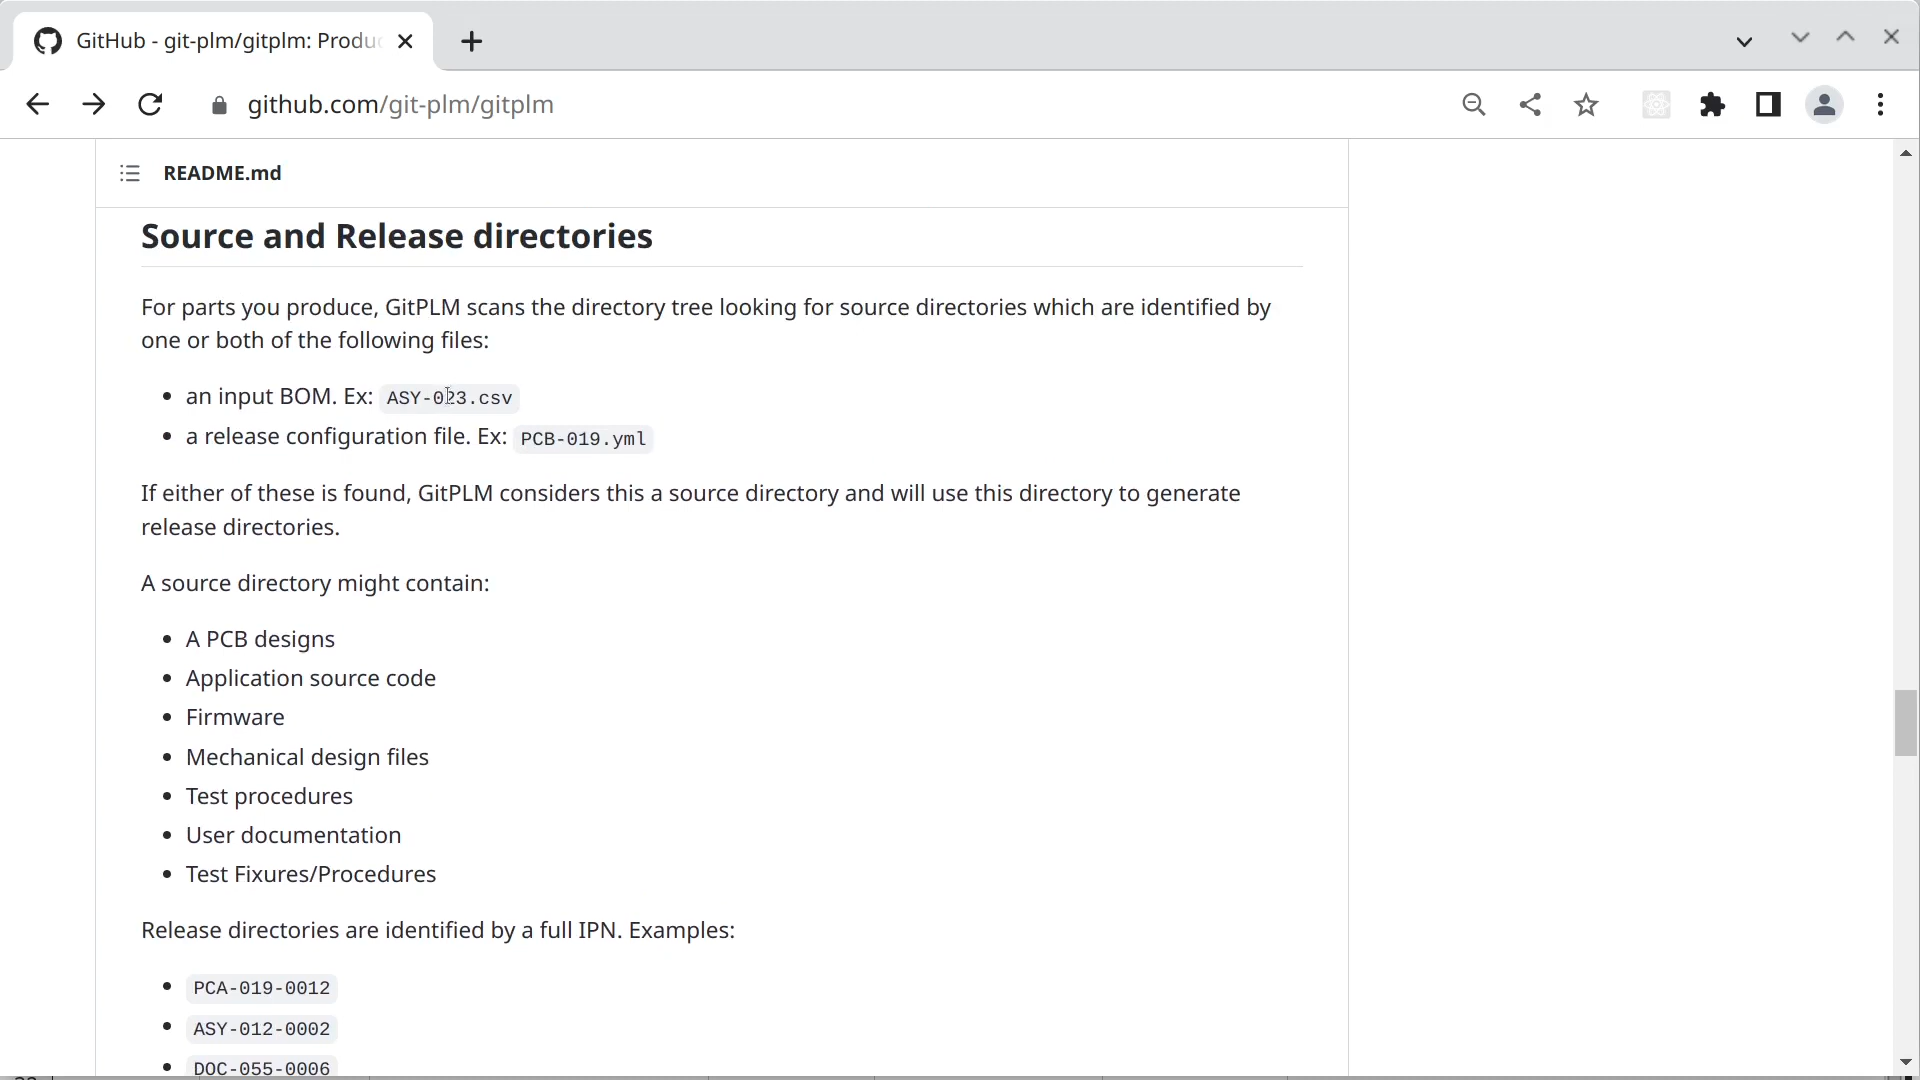 GitHub - git-plm/gitplm: Produc
github.com/git-plm/gitplm
README.md
Source and Release directories
For parts you produce, GitPLM scans the directory tree looking for source directories which are identified by
one or both of the following files:
an input BOM. Ex: ASY-023.csv
a release configuration file. Ex: PCB-019.yml
If either of these is found, GitPLM considers this a source directory and will use this directory to generate
release directories.
A source directory might contain:
A PCB designs
Application source code
Firmware
Mechanical design files
Test procedures
User documentation
Test Fixures/Procedures
Release directories are identified by a full IPN. Examples:
PCA-019-0012
ASY-012-0002
DOC-055-0006